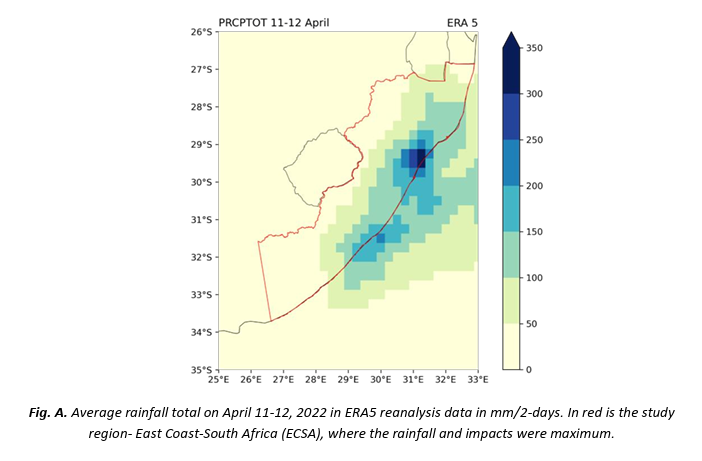 PRCPTOT 11-12 April
ERA 5
26°S
27°S
28°S
29°S
30°S
31°S
32°S
33°S
34°S
35°S
25°E 26°E 27°E 28°E 29°E 30°E 31°E 32°E 33°E
350
300
250
200
150
100
50
0
Fig. A. Average rainfall total on April 11-12, 2022 in ERA5 reanalysis data in mm/2-days. In red is the study
region- East Coast-South Africa (ECSA), where the rainfall and impacts were maximum.